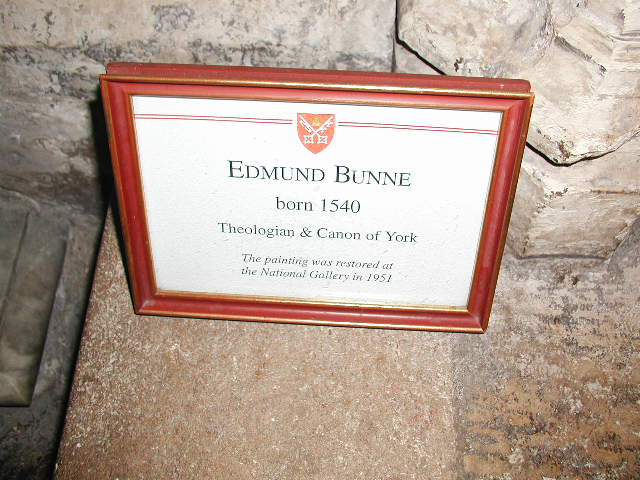 EDMUND BUNNE
born 1540
Theologian & Canon of York
The painting was restored at
the National Gallery in 1951